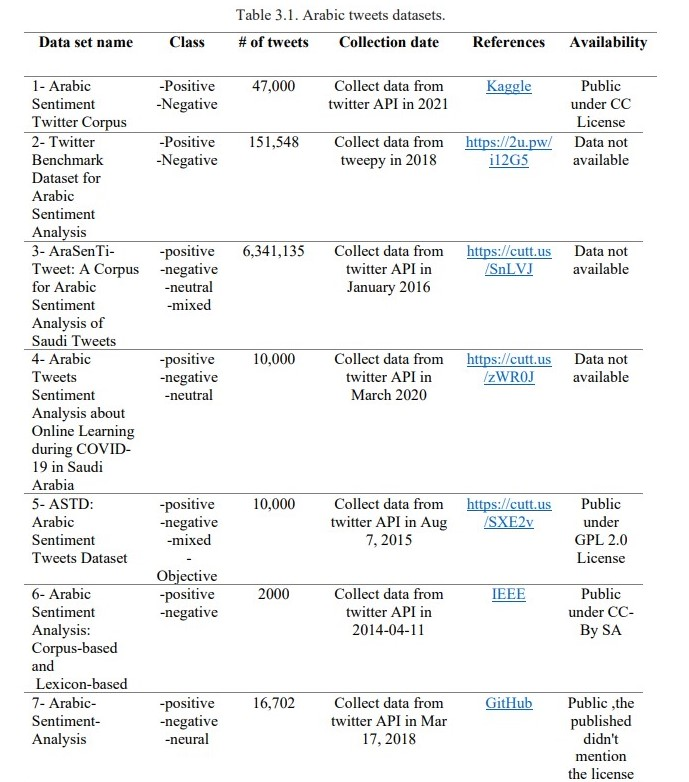 Table 3.1. Arabic tweets datasets.
Data set name Class # of tweets Collection date References Availability
1- Arabic -Positive 47,000 Collect data from Kaggle Public
Sentiment -Negative twitter API in 2021 under CC
Twitter Corpus License
2- Twitter -Positive 151,548 Collect data from https://2u.pw/ Data not
Benchmark -Negative tweepy in 2018 i12G5 available
Dataset for
Arabic
Sentiment
Analysis
3- AraSenTi- -positive 6,341,135 Collect data from https://cutt.us Data not
Tweet: A Corpus -negative twitter API in /SnLVJ available
for Arabic -neutral January 2016
Sentiment -mixed
Analysis of
Saudi Tweets
4- Arabic -positive 10,000 Collect data from https://cutt.us Data not
Tweets -negative twitter API in /zWR0J available
Sentiment -neutral March 2020
Analysis about
Online Learning
during COVID-
19 in Saudi
Arabia
5- ASTD: -positive 10,000 Collect data from https://cutt.us Public
Arabic -negative twitter API in Aug /SXE2v under
Sentiment -mixed 7, 2015 GPL 2.0
Tweets Dataset - License
Objective
6- Arabic -positive 2000 Collect data from IEEE Public
Sentiment -negative twitter API in under CC-
Analysis: 2014-04-11 By SA
Corpus-based
and
Lexicon-based
7- Arabic- -positive 16,702 Collect data from GitHub Public ,the
Sentiment- -negative twitter API in Mar published
Analysis -neural 17, 2018 didn't
mention
the license